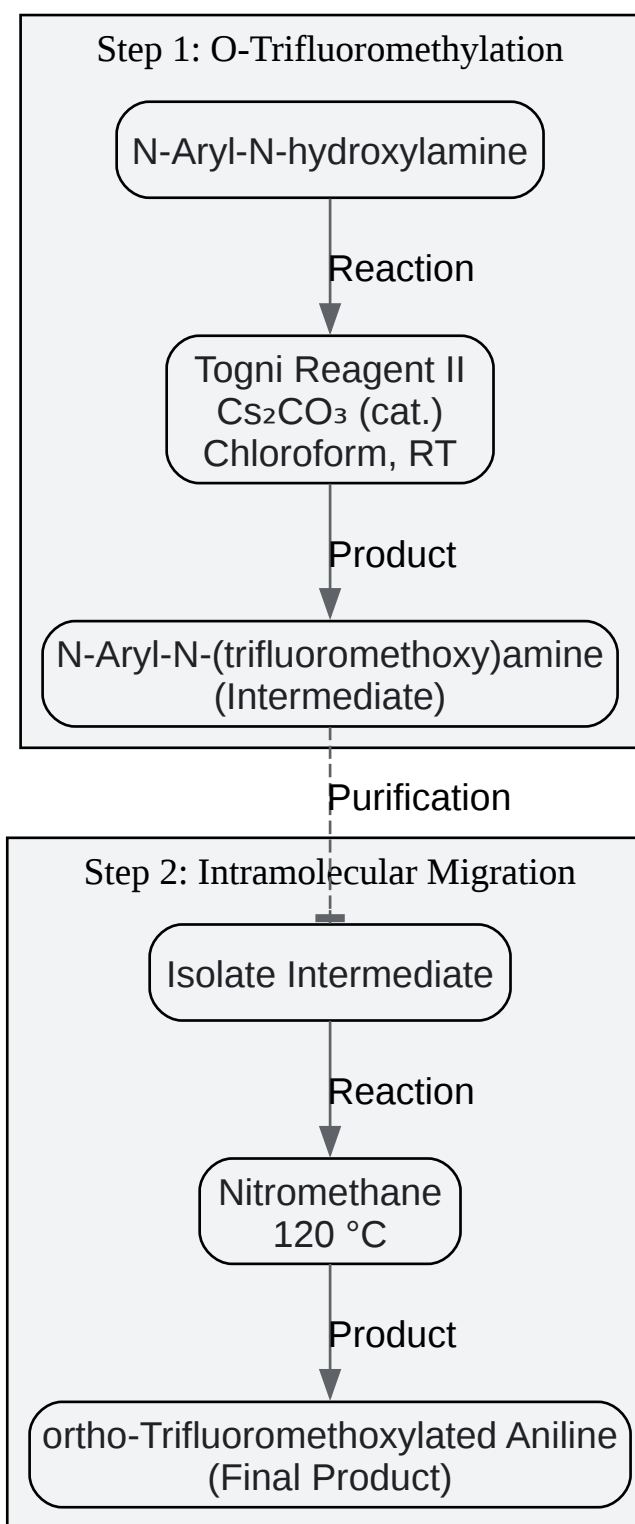 Step 1: O-Trifluoromethylation
N-Aryl-N-hydroxylamine
Reaction
Togni Reagent II
Cs₂CO₃ (cat.)
Chloroform, RT
Product
N-Aryl-N-(trifluoromethoxy)amine
(Intermediate)
Purification
Step 2: Intramolecular Migration
Isolate Intermediate
Reaction
Nitromethane
120 °C
Product
ortho-Trifluoromethoxylated Aniline
(Final Product)